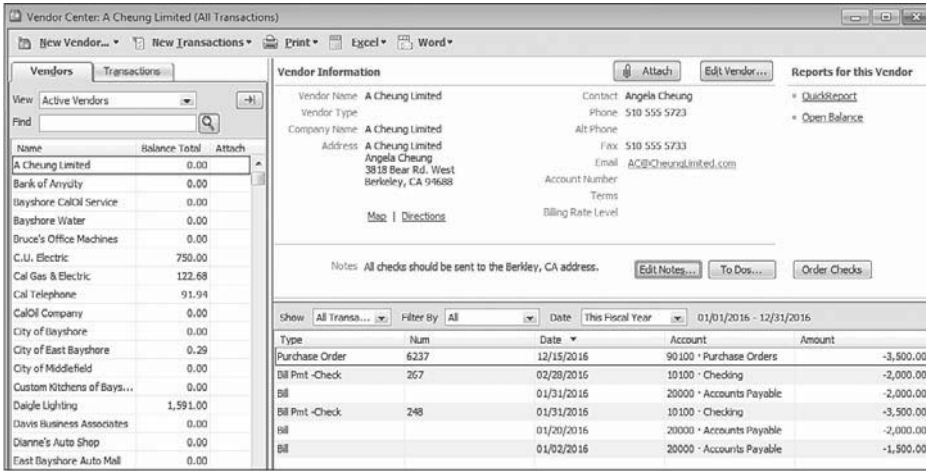 Vendor Center: A Cheung Limited (All Transactions)
New Vendor... New Transactions Print Excel Word
Vendors Transactions
View Active Vendors
Find
Name Balance Total Attach
A Cheung Limited 0.00
Bank of Anycity 0.00
Bayshore CalOil Service 0.00
Bayshore Water 0.00
Bruce's Office Machines 0.00
C.U. Electric 750.00
Cal Gas & Electric 122.68
Cal Telephone 91.94
CalOil Company 0.00
City of Bayshore 0.00
City of East Bayshore 0.29
City of Middlefield 0.00
Custom Kitchens of Bays... 0.00
Daigle Lighting 1,591.00
Davis Business Associates 0.00
Dianne's Auto Shop 0.00
East Bayshore Auto Mall 0.00
Vendor Information
Attach Edit Vendor...
Vendor Name A Cheung Limited
Vendor Type
Company Name A Cheung Limited
Address A Cheung Limited
Angela Cheung
3818 Bear Rd. West
Berkeley, CA 94688
Map | Directions
Contact Angela Cheung
Phone 510 555 5723
Alt Phone
Fax 510 555 5733
Email AC@CheungLimited.com
Account Number
Terms
Billing Rate Level
Reports for this Vendor
QuickReport
Open Balance
Notes All checks should be sent to the Berkley, CA address.
Edit Notes... To Dos... Order Checks
Show All Transa... Filter By All Date This Fiscal Year 01/01/2016 - 12/31/2016
Type Num Date Account Amount
Purchase Order 6237 12/15/2016 90100 · Purchase Orders -3,500.00
Bill Pmt -Check 267 02/28/2016 10100 · Checking -2,000.00
Bill 01/31/2016 20000 · Accounts Payable -2,000.00
Bill Pmt -Check 248 01/31/2016 10100 · Checking -3,500.00
Bill 01/20/2016 20000 · Accounts Payable -2,000.00
Bill 01/02/2016 20000 · Accounts Payable -1,500.00